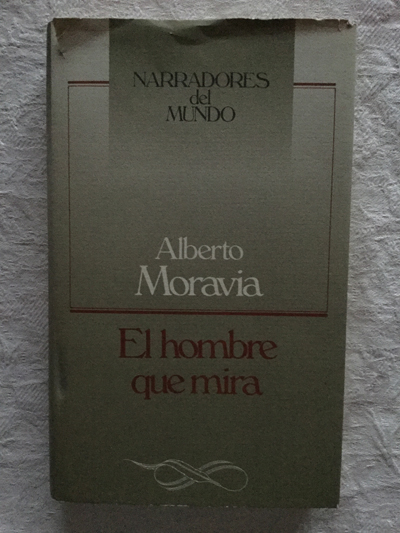 NARRADORES
del
MUNDO
Alberto
Moravia
El hombre
que mira